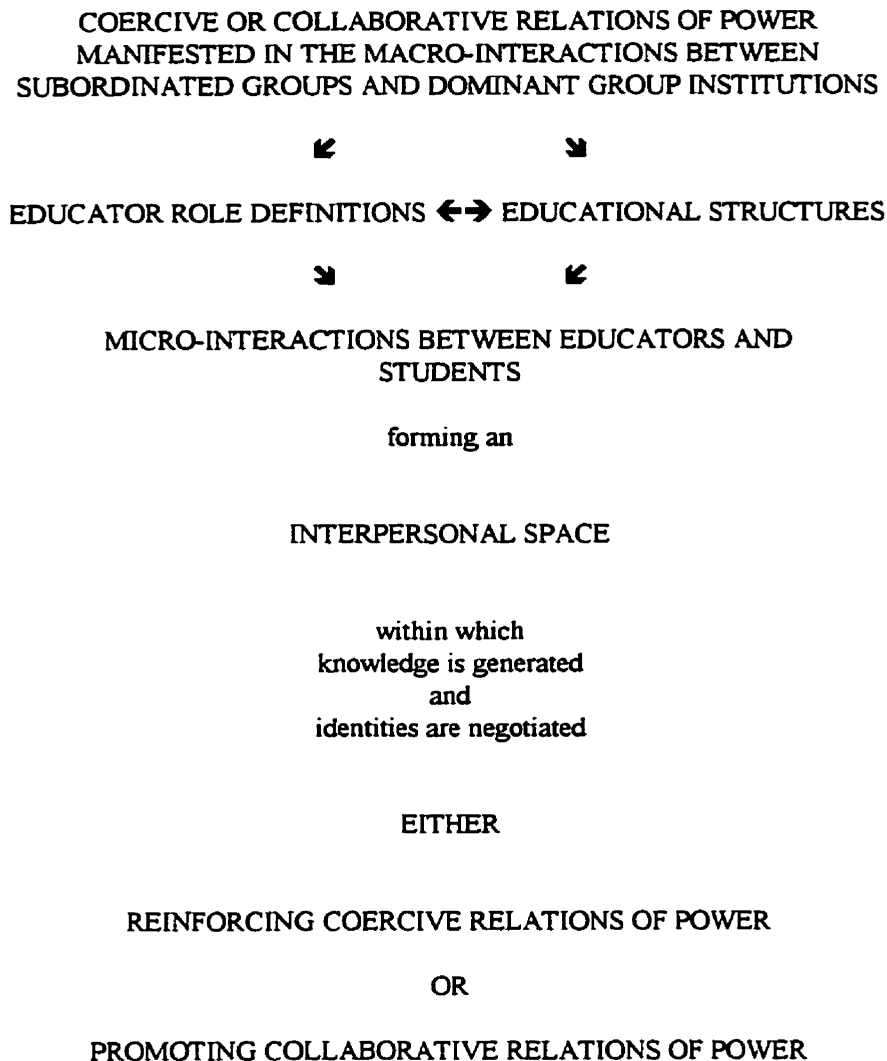 COERCIVE OR COLLABORATIVE RELATIONS OF POWER
MANIFESTED IN THE MACRO-INTERACTIONS BETWEEN
SUBORDINATED GROUPS AND DOMINANT GROUP INSTITUTIONS
↙ ↘
EDUCATOR ROLE DEFINITIONS ←→ EDUCATIONAL STRUCTURES
↘ ↙
MICRO-INTERACTIONS BETWEEN EDUCATORS AND
STUDENTS
forming an
INTERPERSONAL SPACE
within which
knowledge is generated
and
identities are negotiated
EITHER
REINFORCING COERCIVE RELATIONS OF POWER
OR
PROMOTING COLLABORATIVE RELATIONS OF POWER